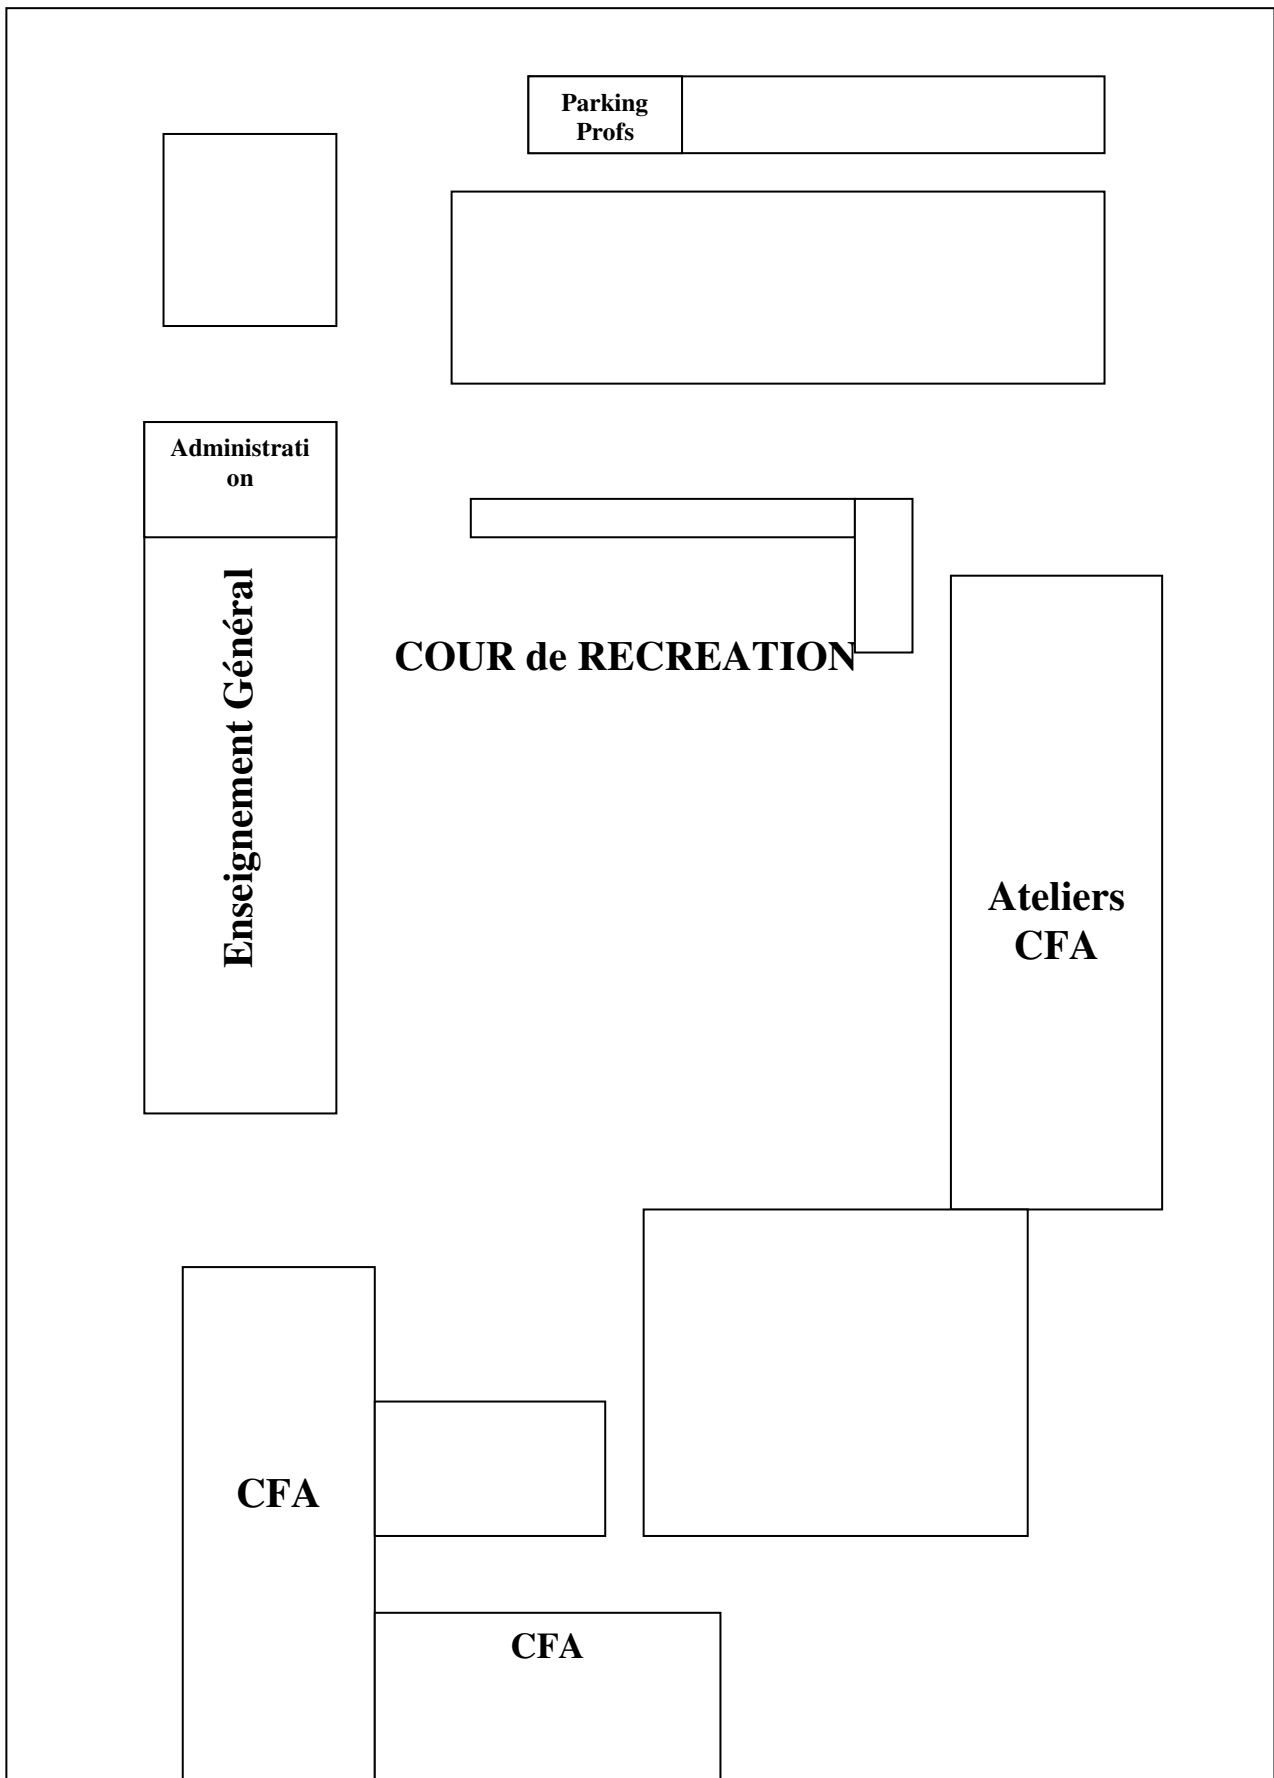 Parking
Profs
Administrati
on
Enseignement Général
COUR de RECREATION
Ateliers
CFA
CFA
CFA